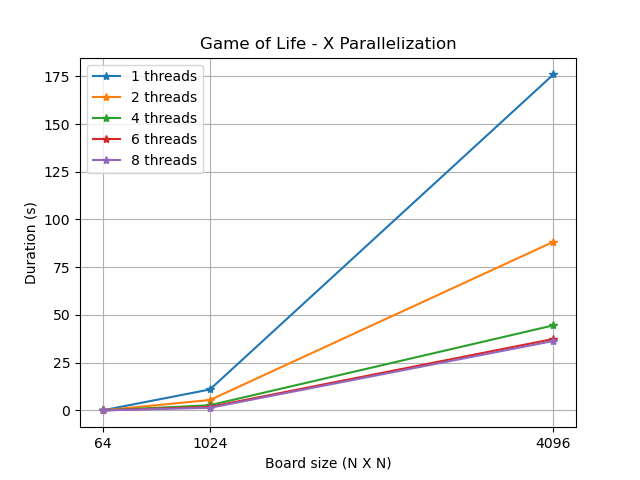 Game of Life - X Parallelization
1 threads
2 threads
4 threads
6 threads
8 threads
175
150
125
100
75
50
25
0
Duration (s)
64 1024 4096
Board size (N X N)